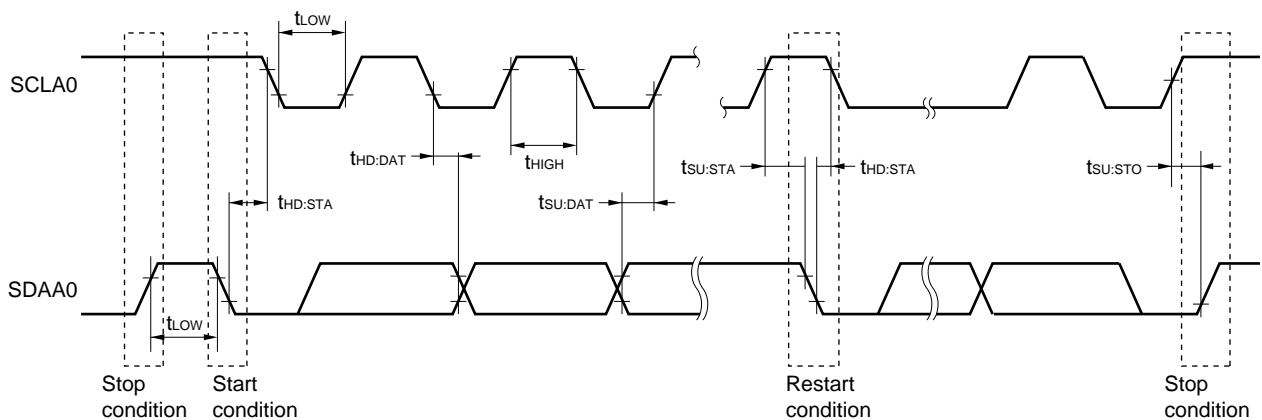 tLOW
SCLA0
tHD:DAT
tHIGH
tSU:STA
tHD:STA
tSU:STO
tHD:STA
tSU:DAT
SDAA0
tLOW
Stop
condition
Start
condition
Restart
condition
Stop
condition